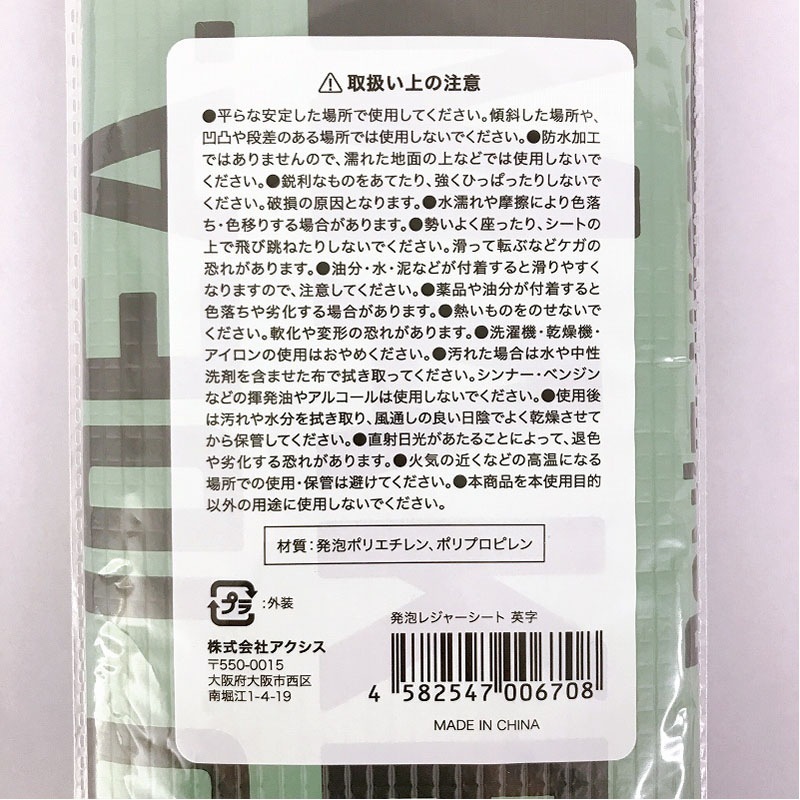 ⚠ 取扱い上の注意
●平らな安定した場所で使用してください。傾斜した場所や、
凹凸や段差のある場所では使用しないでください。●防水加工
ではありませんので、濡れた地面の上などでは使用しないで
ください。●鋭利なものをあてたり、強くひっぱったりしないで
ください。破損の原因となります。●水濡れや摩擦により色落
ち・色移りする場合があります。●勢いよく座ったり、シートの
上で飛び跳ねたりしないでください。滑って転ぶなどケガの
恐れがあります。●油分・水・泥などが付着すると滑りやすく
なりますので、注意してください。●薬品や油分が付着すると
色落ちや劣化する場合があります。●熱いものをのせないで
ください。軟化や変形の恐れがあります。●洗濯機・乾燥機・
アイロンの使用はおやめください。●汚れた場合は水や中性
洗剤を含ませた布で拭き取ってください。シンナー・ベンジン
などの揮発油やアルコールは使用しないでください。●使用後
は汚れや水分を拭き取り、風通しの良い日陰でよく乾燥させて
から保管してください。●直射日光があたることによって、退色
や劣化する恐れがあります。●火気の近くなどの高温になる
場所での使用・保管は避けてください。●本商品を本使用目的
以外の用途に使用しないでください。
材質：発泡ポリエチレン、ポリプロピレン
プラ：外装
株式会社アクシス
〒550-0015
大阪府大阪市西区
南堀江1-4-19
発泡レジャーシート 英字
4 582547 006708
MADE IN CHINA